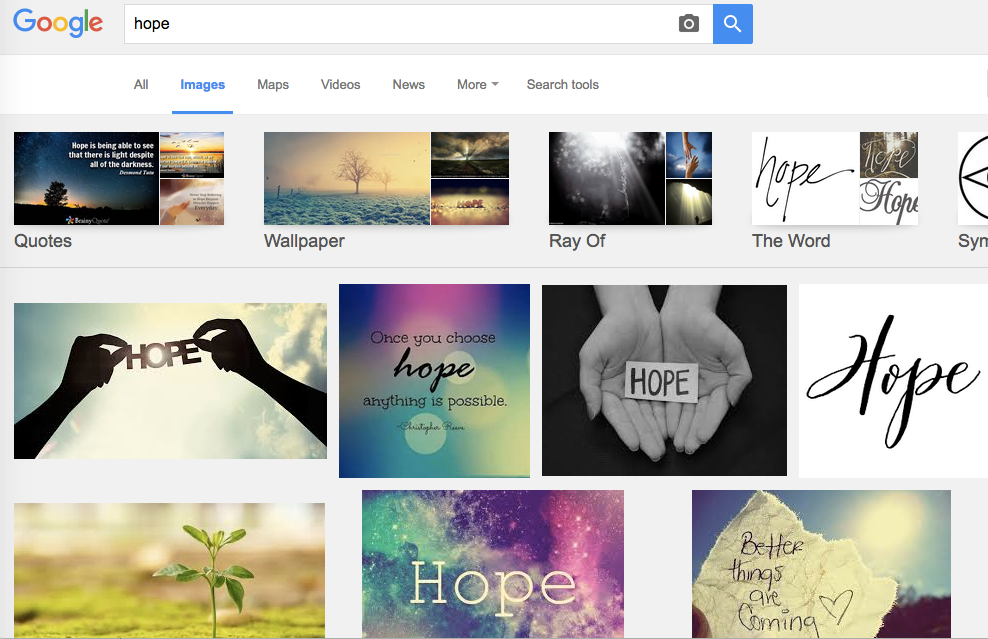 Google
hope
All
Images
Maps
Videos
News
More
Search tools
Hope is being able to see
that there is light despite
all of the darkness.
Desmond Tutu
BrainyQuote
hope
Hope
Hope
Quotes
Wallpaper
Ray Of
The Word
Sym
HOPE
Once you choose
hope
anything is possible.
-Christopher Reeve
HOPE
Hope
Hope
Better
things
are
Coming